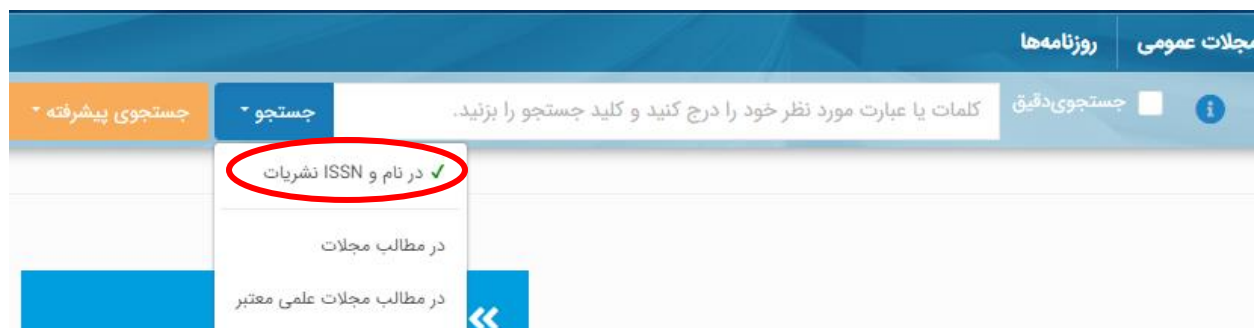 مجلات عمومی روزنامه‌ها
جستجوی‌دقیق کلمات یا عبارت مورد نظر خود را درج کنید و کلید جستجو را بزنید. جستجو جستجوی پیشرفته
در نام و ISSN نشریات
در مطالب مجلات
در مطالب مجلات علمی معتبر